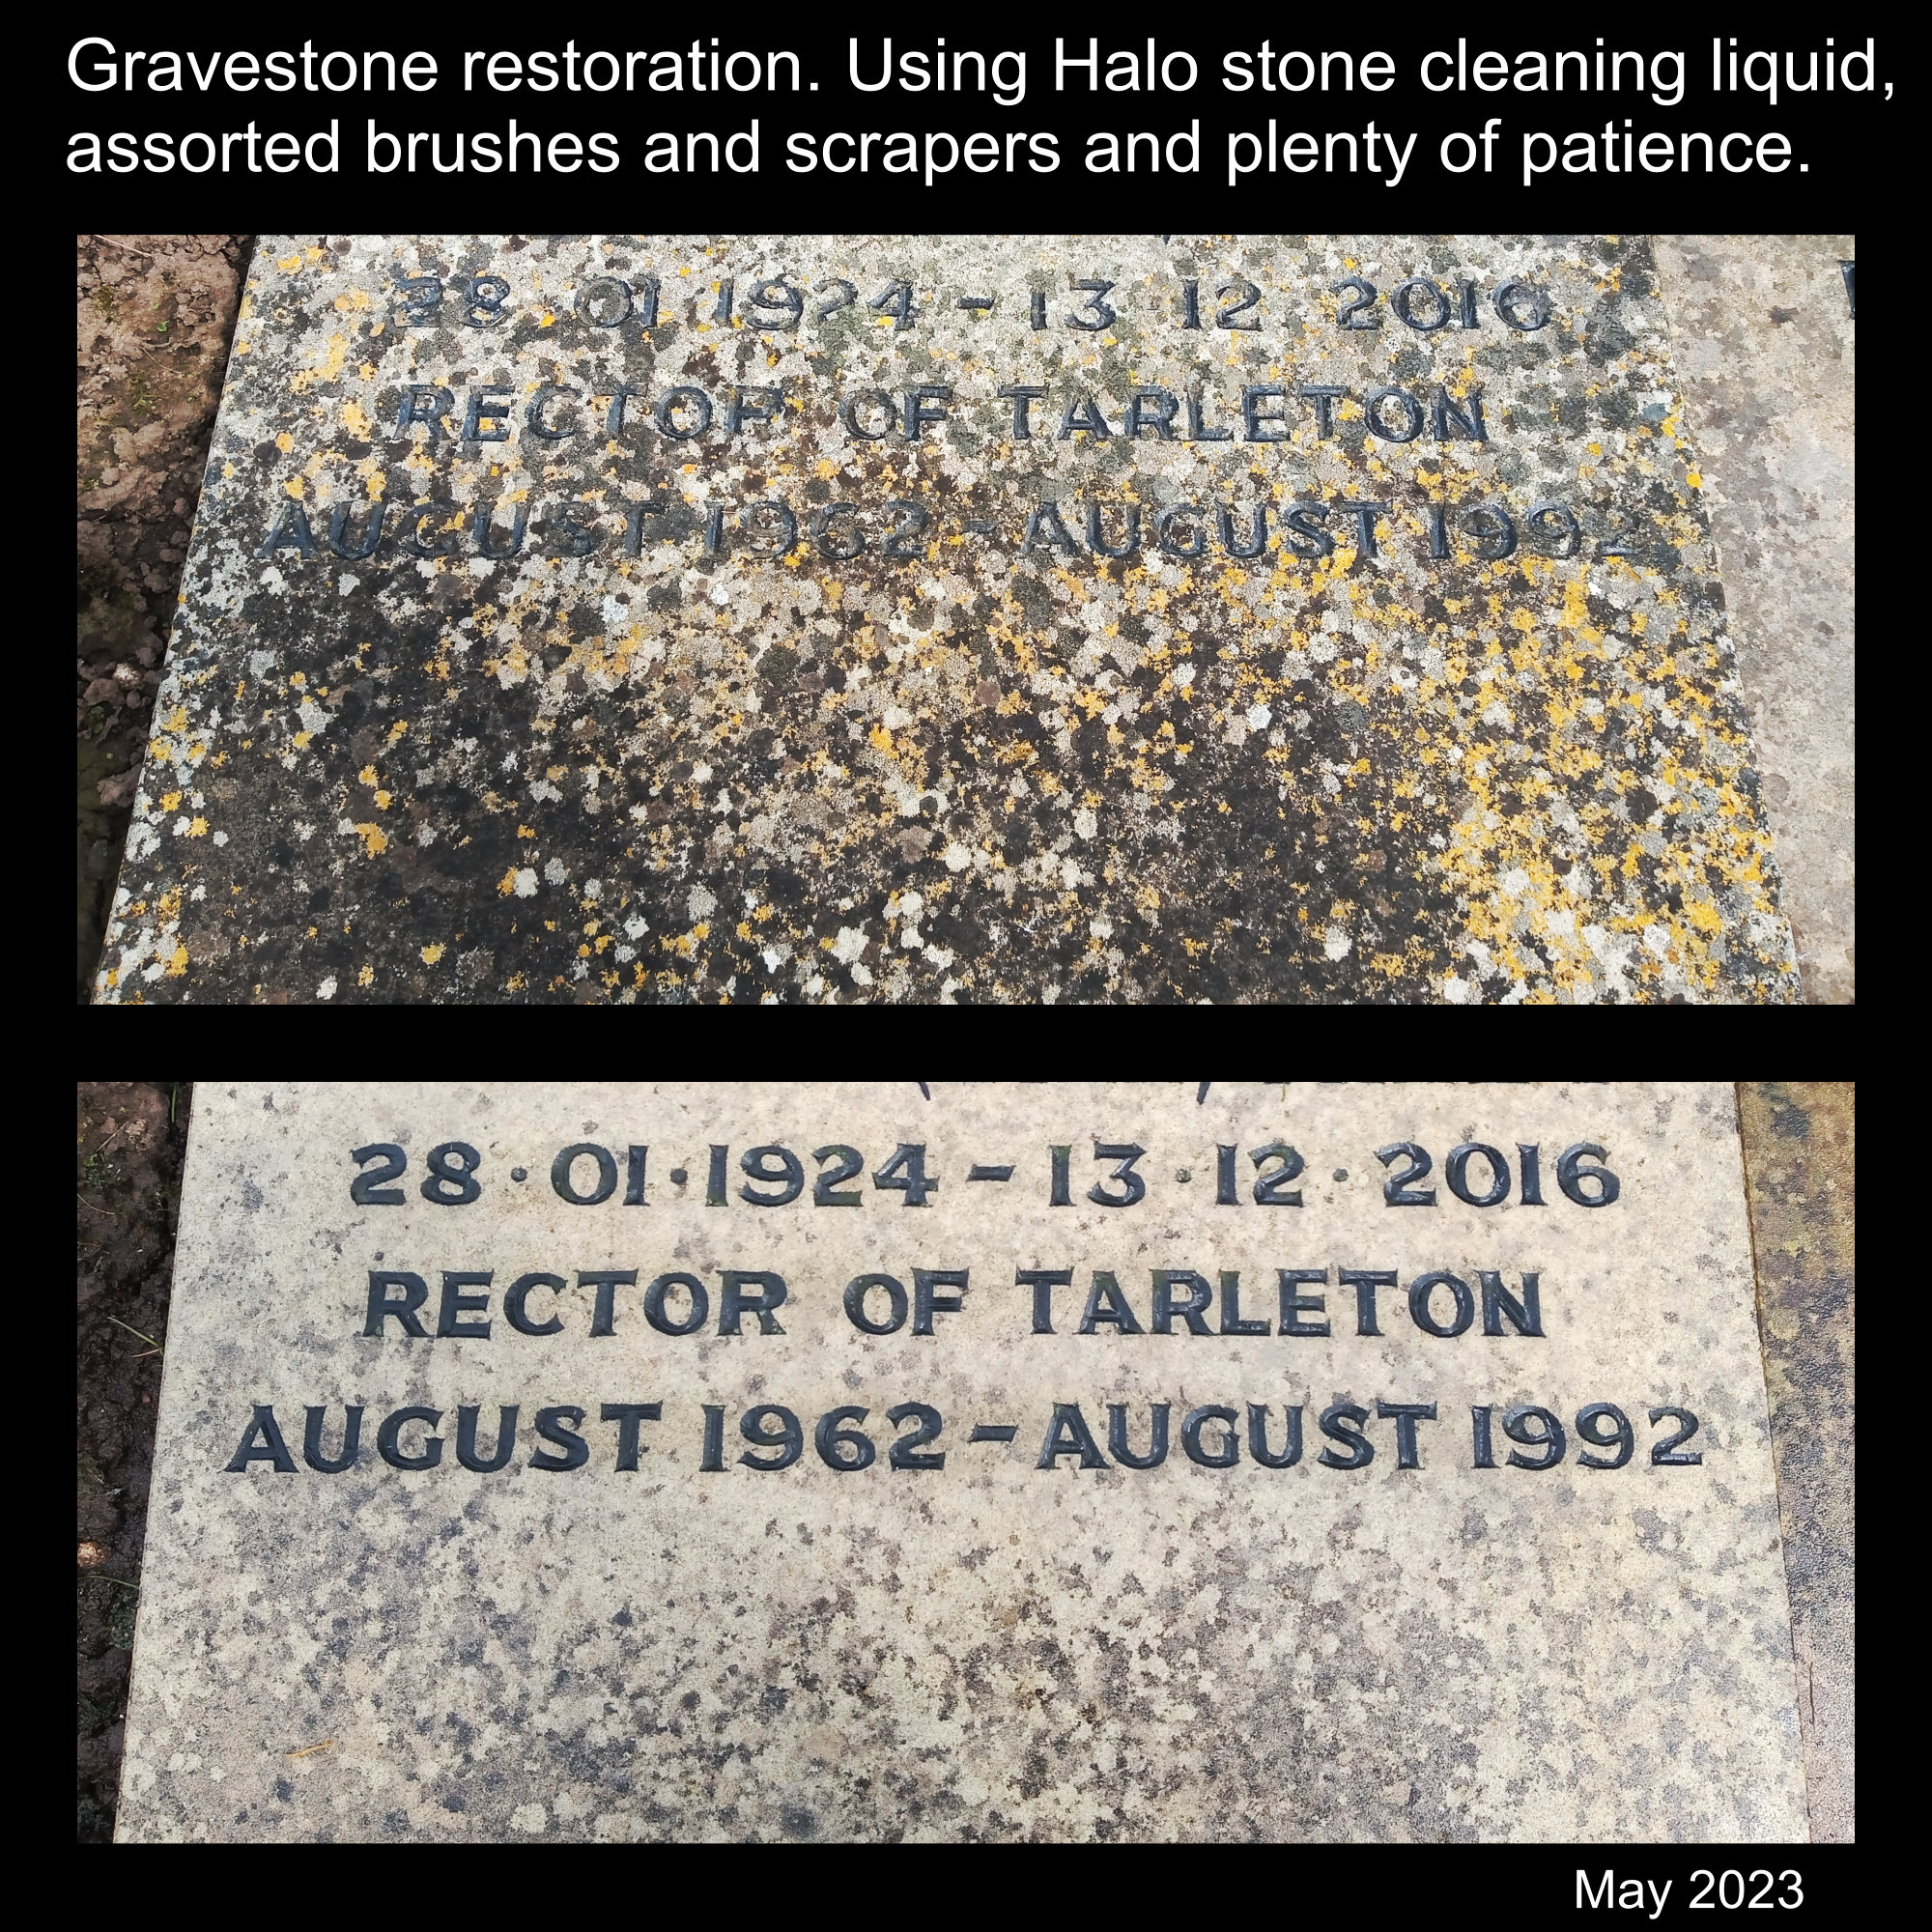 Gravestone restoration. Using Halo stone cleaning liquid,
assorted brushes and scrapers and plenty of patience.
28 01 1924 - 13 12 2016
RECTOR OF TARLETON
AUGUST 1962 - AUGUST 1992
28·01·1924 - 13·12·2016
RECTOR OF TARLETON
AUGUST 1962 - AUGUST 1992
May 2023